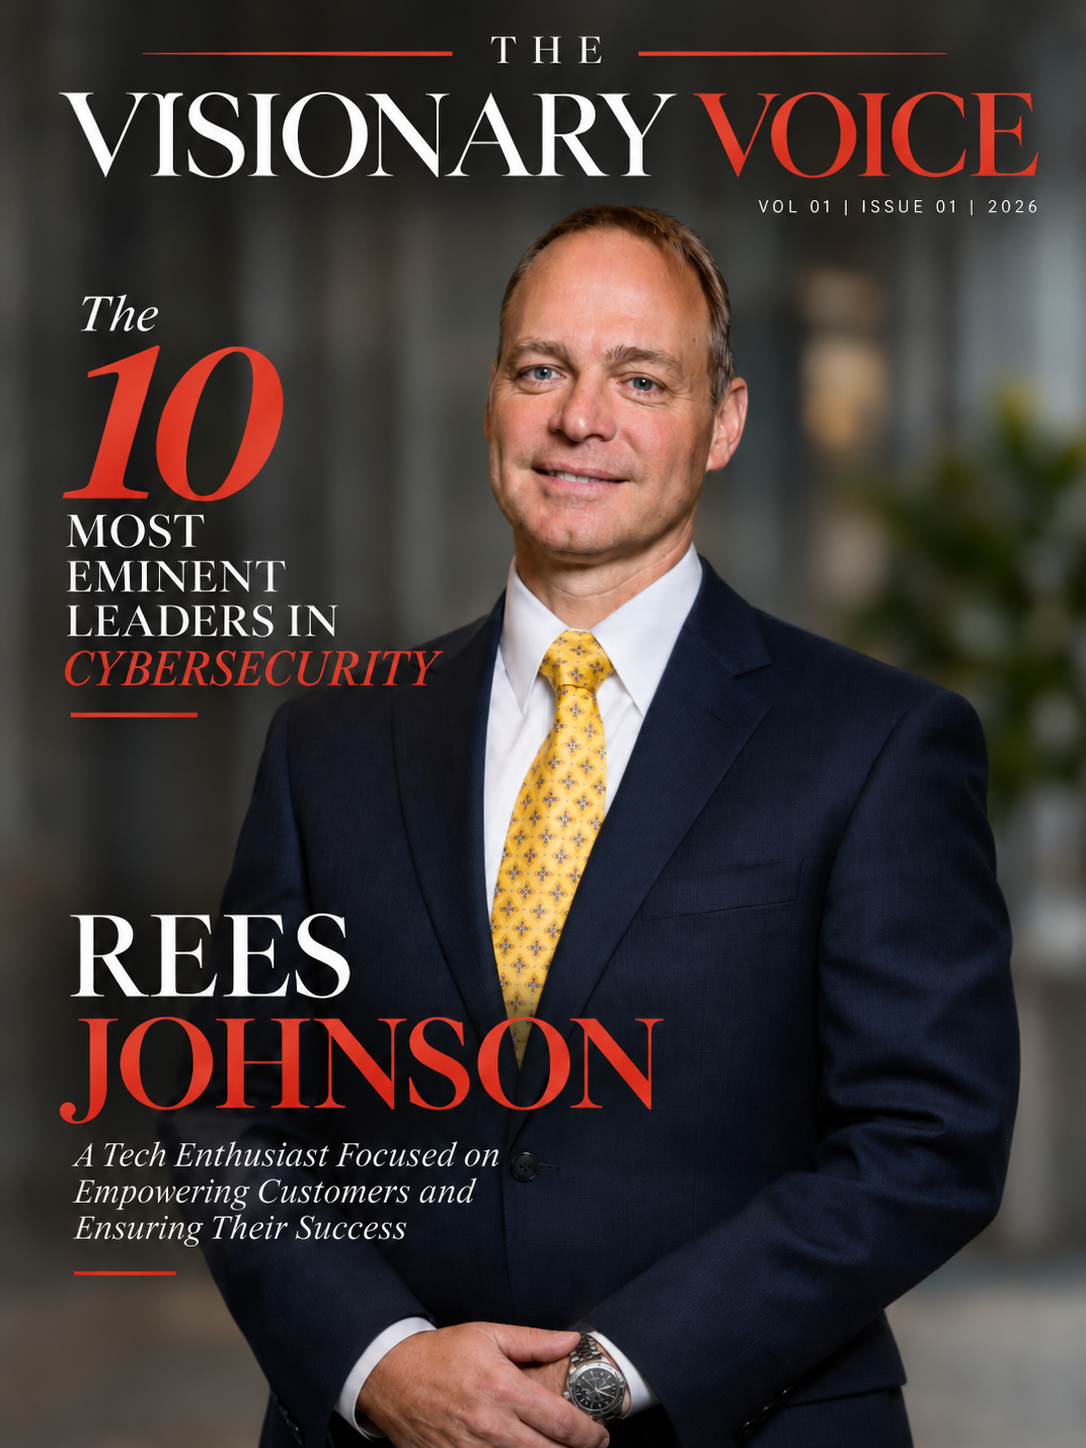 THE
VISIONARY VOICE
VOL 01 | ISSUE 01 | 2026
The
10
MOST
EMINENT
LEADERS IN
CYBERSECURITY
REES
JOHNSON
A Tech Enthusiast Focused on
Empowering Customers and
Ensuring Their Success